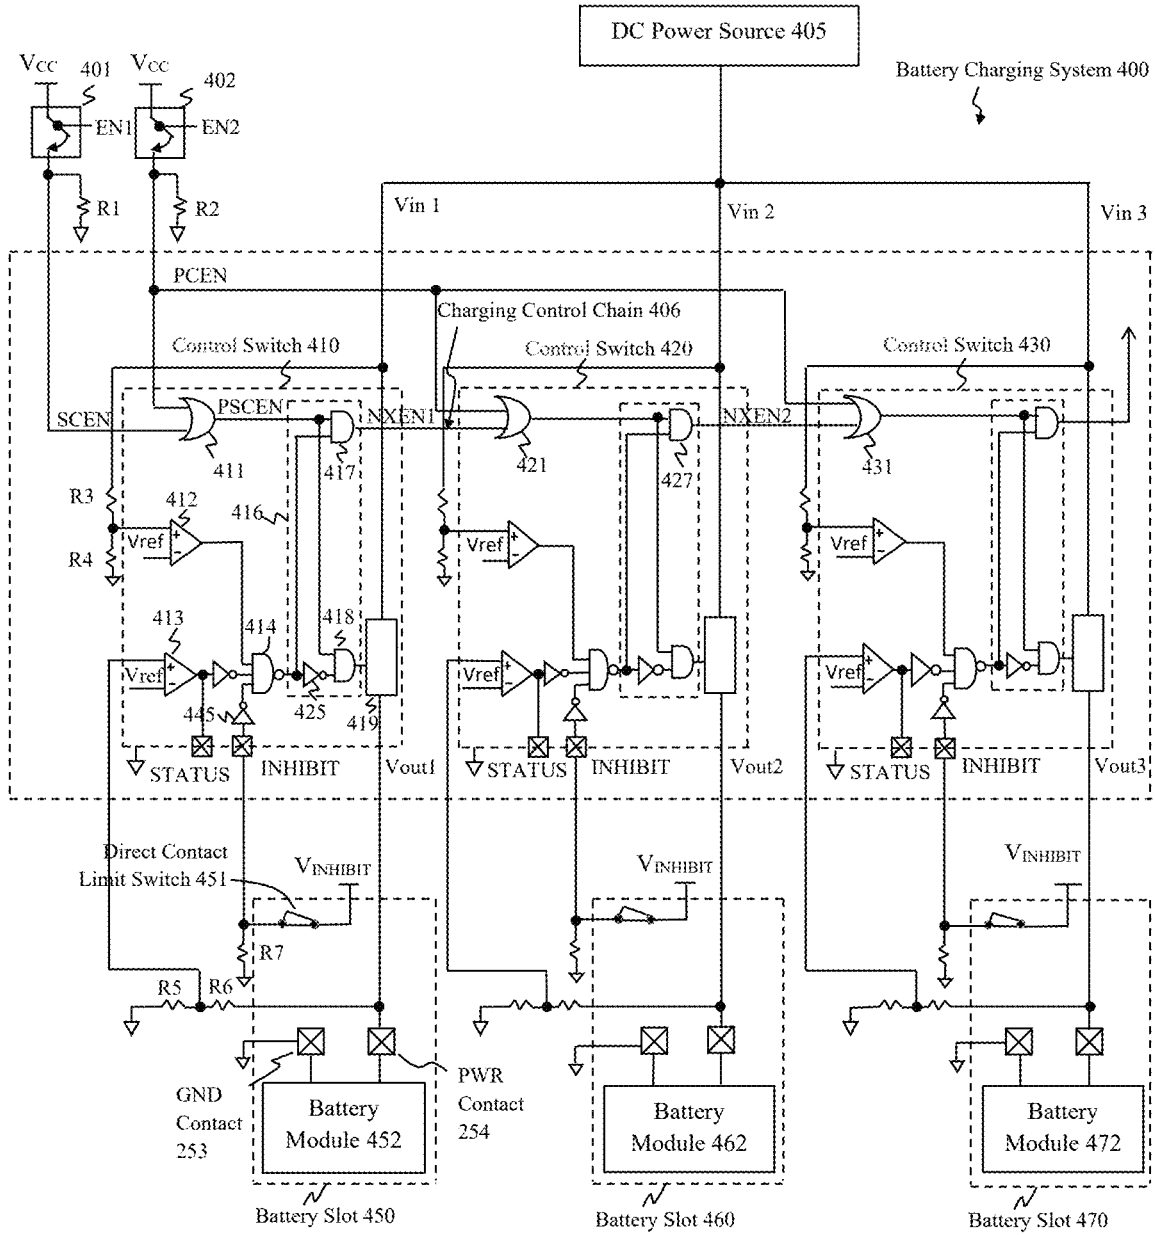 DC Power Source 405
Battery Charging System 400
VCC
401
VCC
402
EN1
EN2
R1
R2
Vin 1
Vin 2
Vin 3
PCEN
Charging Control Chain 406
Control Switch 410
Control Switch 420
Control Switch 430
SCEN
PSCEN
NXEN1
NXEN2
411
417
421
427
431
R3
412
416
R4
Vref
Vref
Vref
413
414
418
Vref
Vref
Vref
445
425
419
STATUS
INHIBIT
Vout1
STATUS
INHIBIT
Vout2
STATUS
INHIBIT
Vout3
Direct Contact
Limit Switch 451
VINHIBIT
VINHIBIT
VINHIBIT
R7
R5
R6
GND
Contact
253
PWR
Contact
254
Battery
Module 452
Battery
Module 462
Battery
Module 472
Battery Slot 450
Battery Slot 460
Battery Slot 470